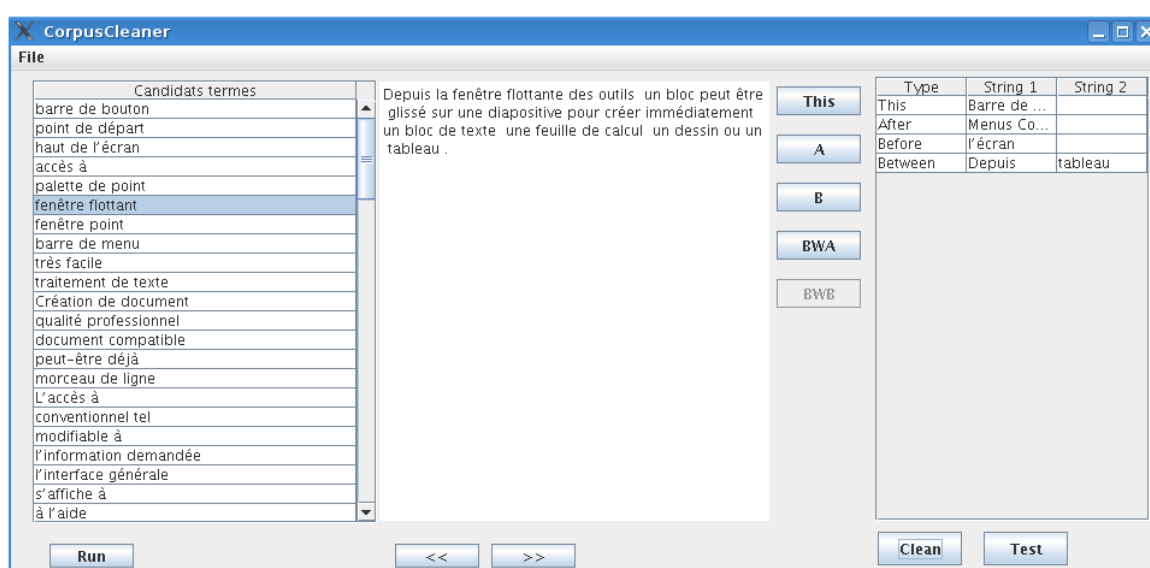 CorpusCleaner
File
Candidats termes
barre de bouton
point de départ
haut de l'écran
accès à
palette de point
fenêtre flottant
fenêtre point
barre de menu
très facile
traitement de texte
Création de document
qualité professionnel
document compatible
peut-être déjà
morceau de ligne
L'accès à
conventionnel tel
modifiable à
l'information demandée
l'interface générale
s'affiche à
à l'aide
Depuis la fenêtre flottante des outils  un bloc peut être
glissé sur une diapositive pour créer immédiatement
un bloc de texte  une feuille de calcul  un dessin ou un
tableau .
This
A
B
BWA
BWB
Type String 1 String 2
This Barre de ...
After Menus Co...
Before l'écran
Between Depuis tableau
Run
<< >>
Clean Test